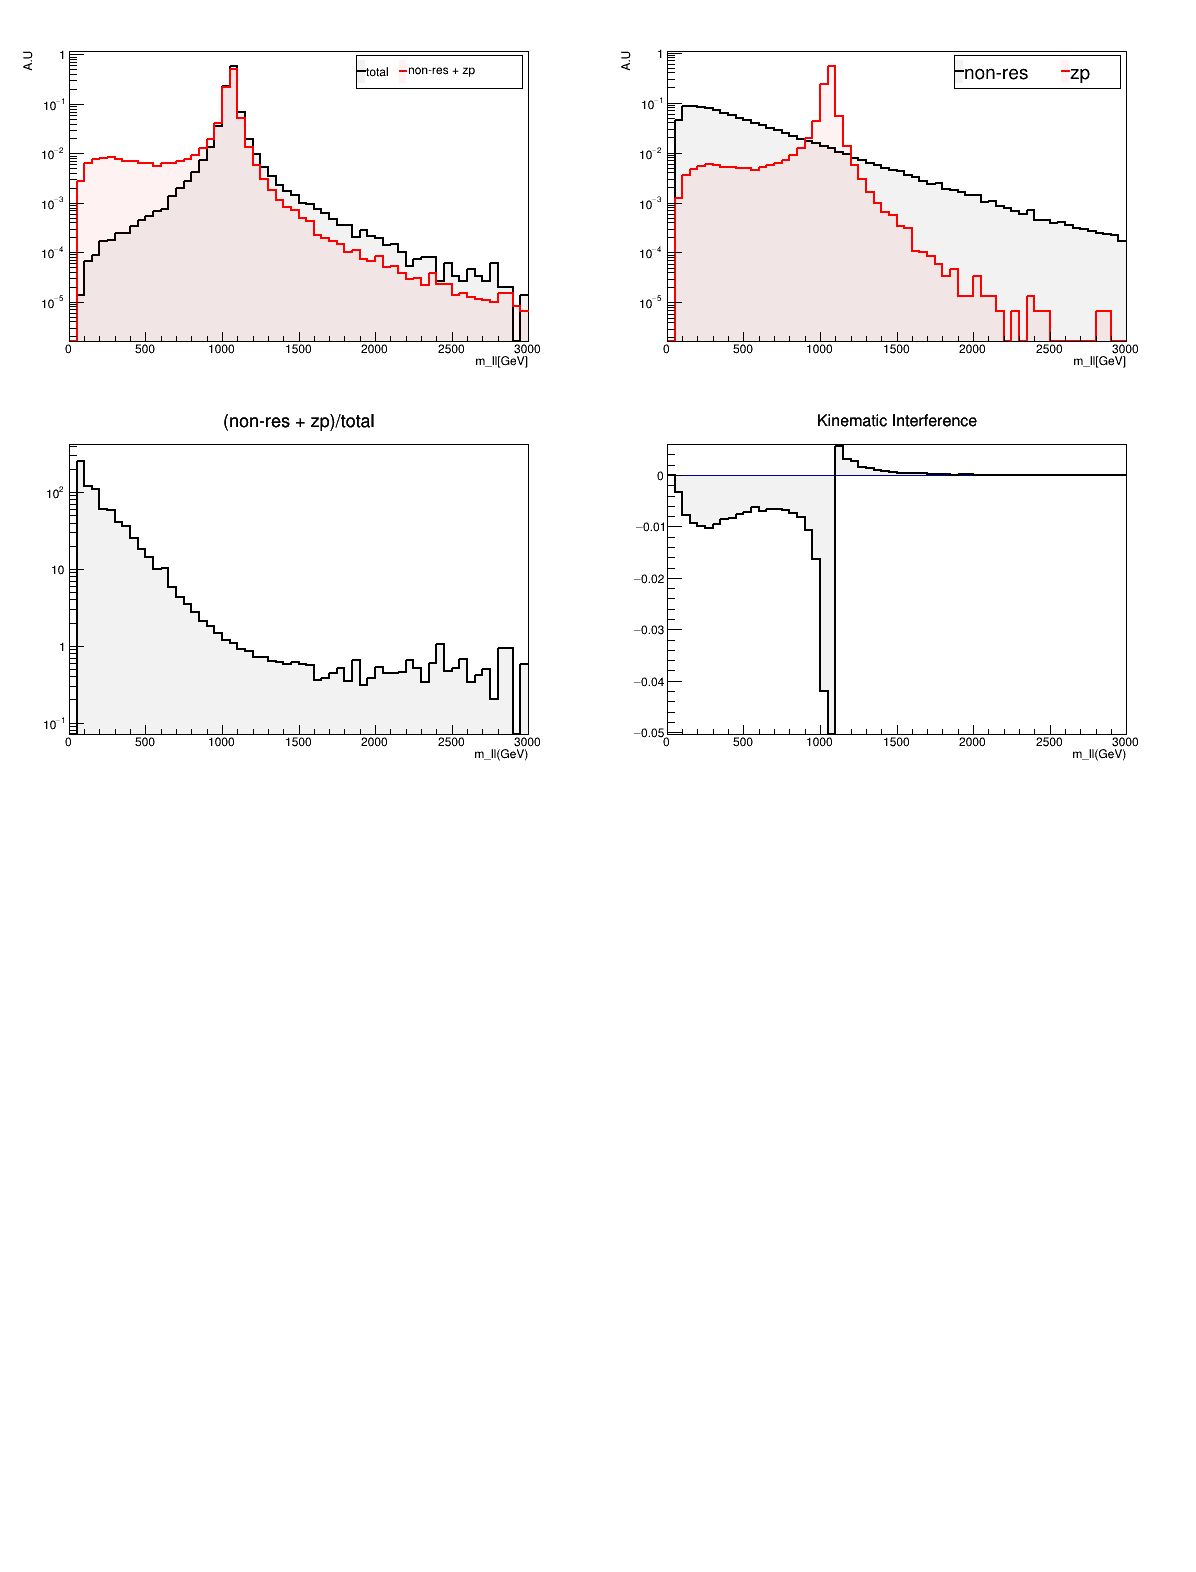 A.U
1
10⁻¹
10⁻²
10⁻³
10⁻⁴
10⁻⁵
total non-res + zp
0 500 1000 1500 2000 2500 3000
m_ll[GeV]
A.U
1
10⁻¹
10⁻²
10⁻³
10⁻⁴
10⁻⁵
non-res zp
0 500 1000 1500 2000 2500 3000
m_ll[GeV]
(non-res + zp)/total
10²
10
1
10⁻¹
0 500 1000 1500 2000 2500 3000
m_ll(GeV)
Kinematic Interference
0
−0.01
−0.02
−0.03
−0.04
−0.05
0 500 1000 1500 2000 2500 3000
m_ll(GeV)